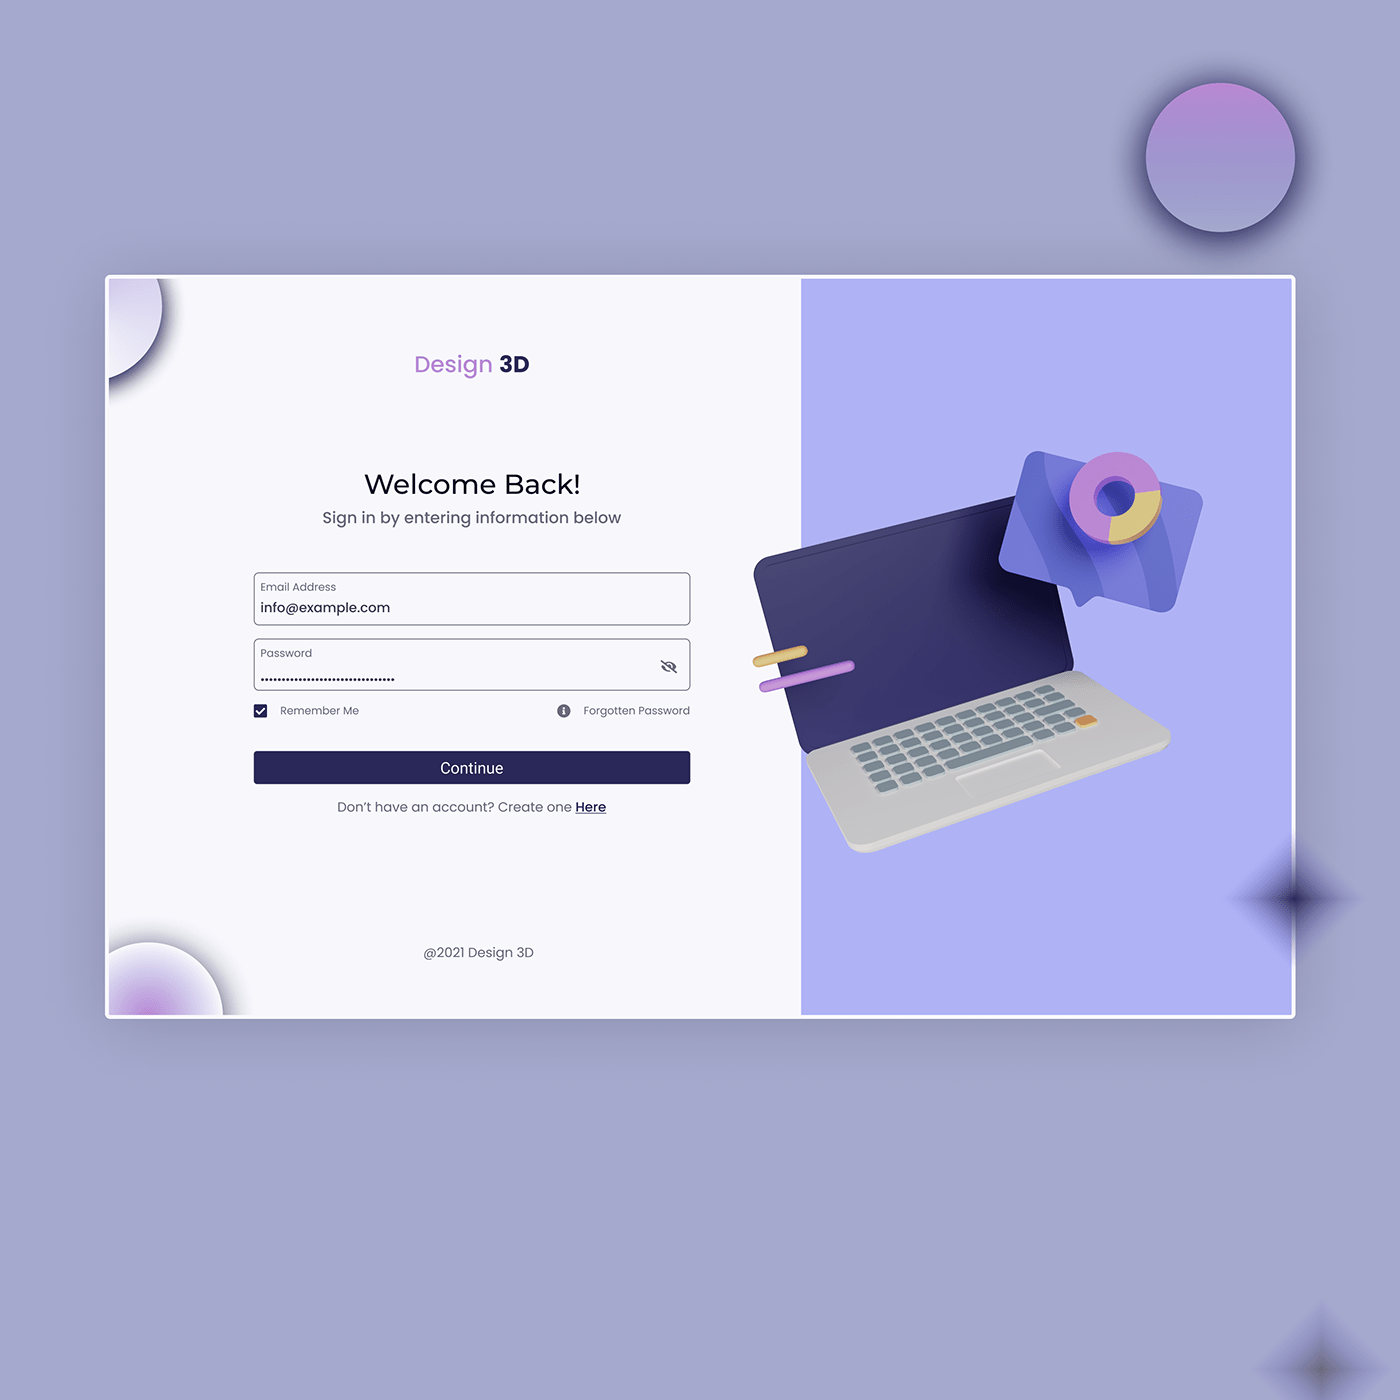 Design 3D
Welcome Back!
Sign in by entering information below
Email Address
info@example.com
Password
••••••••••••••••••••••••••••••••
Remember Me
Forgotten Password
Continue
Don’t have an account? Create one Here
@2021 Design 3D